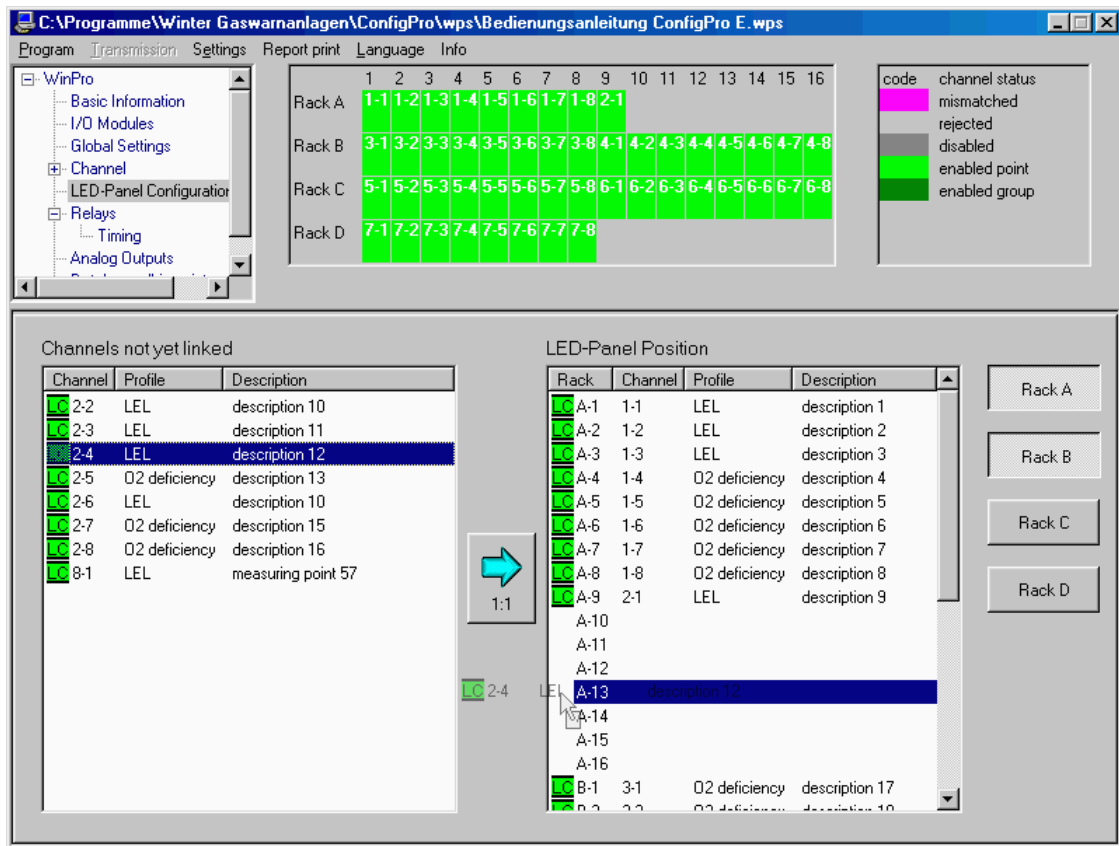 C:\Programme\Winter Gaswarnanlagen\ConfigPro\wps\Bedienungsanleitung ConfigPro E.wps
Program Transmission Settings Report print Language Info
WinPro
Basic Information
I/O Modules
Global Settings
Channel
LED-Panel Configuration
Relays
Timing
Analog Outputs
1 2 3 4 5 6 7 8 9 10 11 12 13 14 15 16
Rack A 1-1 1-2 1-3 1-4 1-5 1-6 1-7 1-8 2-1
Rack B 3-1 3-2 3-3 3-4 3-5 3-6 3-7 3-8 4-1 4-2 4-3 4-4 4-5 4-6 4-7 4-8
Rack C 5-1 5-2 5-3 5-4 5-5 5-6 5-7 5-8 6-1 6-2 6-3 6-4 6-5 6-6 6-7 6-8
Rack D 7-1 7-2 7-3 7-4 7-5 7-6 7-7 7-8
code channel status
mismatched
rejected
disabled
enabled point
enabled group
Channels not yet linked
Channel Profile Description
LC 2-2 LEL description 10
LC 2-3 LEL description 11
2-4 LEL description 12
LC 2-5 O2 deficiency description 13
LC 2-6 LEL description 10
LC 2-7 O2 deficiency description 15
LC 2-8 O2 deficiency description 16
LC 8-1 LEL measuring point 57
1:1
LED-Panel Position
Rack Channel Profile Description
LC A-1 1-1 LEL description 1
LC A-2 1-2 LEL description 2
LC A-3 1-3 LEL description 3
LC A-4 1-4 O2 deficiency description 4
LC A-5 1-5 O2 deficiency description 5
LC A-6 1-6 O2 deficiency description 6
LC A-7 1-7 O2 deficiency description 7
LC A-8 1-8 O2 deficiency description 8
LC A-9 2-1 LEL description 9
A-10
A-11
A-12
LC 2-4 LEL A-13 description 12
A-14
A-15
A-16
LC B-1 3-1 O2 deficiency description 17
Rack A
Rack B
Rack C
Rack D